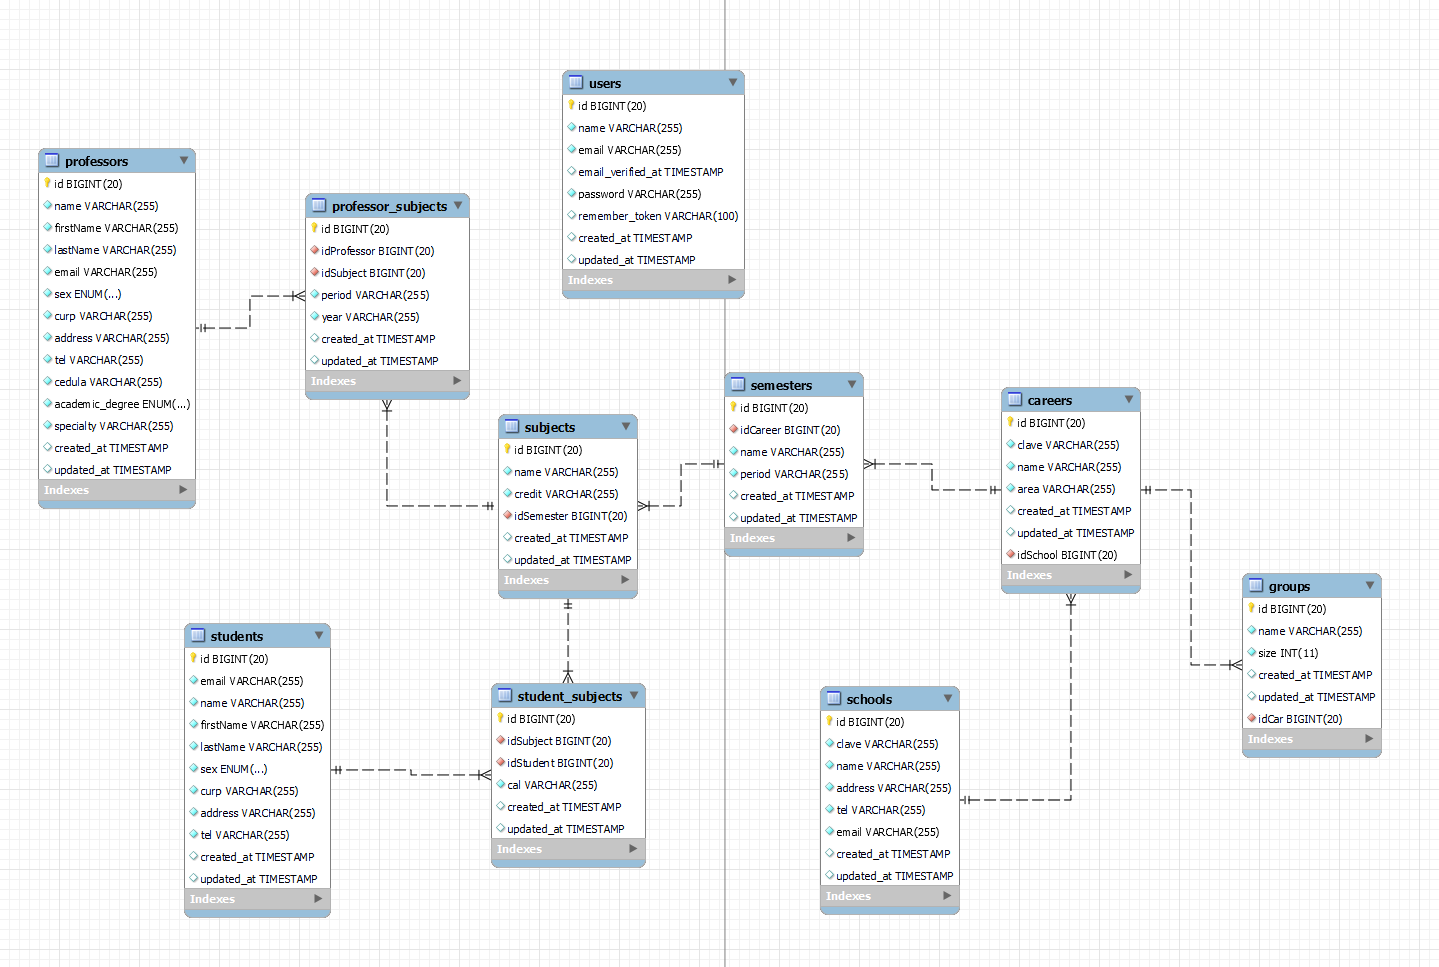 users
id BIGINT(20)
name VARCHAR(255)
email VARCHAR(255)
email_verified_at TIMESTAMP
password VARCHAR(255)
remember_token VARCHAR(100)
created_at TIMESTAMP
updated_at TIMESTAMP
Indexes
professors
id BIGINT(20)
name VARCHAR(255)
firstName VARCHAR(255)
lastName VARCHAR(255)
email VARCHAR(255)
sex ENUM(...)
curp VARCHAR(255)
address VARCHAR(255)
tel VARCHAR(255)
cedula VARCHAR(255)
academic_degree ENUM(...)
specialty VARCHAR(255)
created_at TIMESTAMP
updated_at TIMESTAMP
Indexes
professor_subjects
id BIGINT(20)
idProfessor BIGINT(20)
idSubject BIGINT(20)
period VARCHAR(255)
year VARCHAR(255)
created_at TIMESTAMP
updated_at TIMESTAMP
Indexes
subjects
id BIGINT(20)
name VARCHAR(255)
credit VARCHAR(255)
idSemester BIGINT(20)
created_at TIMESTAMP
updated_at TIMESTAMP
Indexes
semesters
id BIGINT(20)
idCareer BIGINT(20)
name VARCHAR(255)
period VARCHAR(255)
created_at TIMESTAMP
updated_at TIMESTAMP
Indexes
careers
id BIGINT(20)
clave VARCHAR(255)
name VARCHAR(255)
area VARCHAR(255)
created_at TIMESTAMP
updated_at TIMESTAMP
idSchool BIGINT(20)
Indexes
groups
id BIGINT(20)
name VARCHAR(255)
size INT(11)
created_at TIMESTAMP
updated_at TIMESTAMP
idCar BIGINT(20)
Indexes
students
id BIGINT(20)
email VARCHAR(255)
name VARCHAR(255)
firstName VARCHAR(255)
lastName VARCHAR(255)
sex ENUM(...)
curp VARCHAR(255)
address VARCHAR(255)
tel VARCHAR(255)
created_at TIMESTAMP
updated_at TIMESTAMP
Indexes
student_subjects
id BIGINT(20)
idSubject BIGINT(20)
idStudent BIGINT(20)
cal VARCHAR(255)
created_at TIMESTAMP
updated_at TIMESTAMP
Indexes
schools
id BIGINT(20)
clave VARCHAR(255)
name VARCHAR(255)
address VARCHAR(255)
tel VARCHAR(255)
email VARCHAR(255)
created_at TIMESTAMP
updated_at TIMESTAMP
Indexes